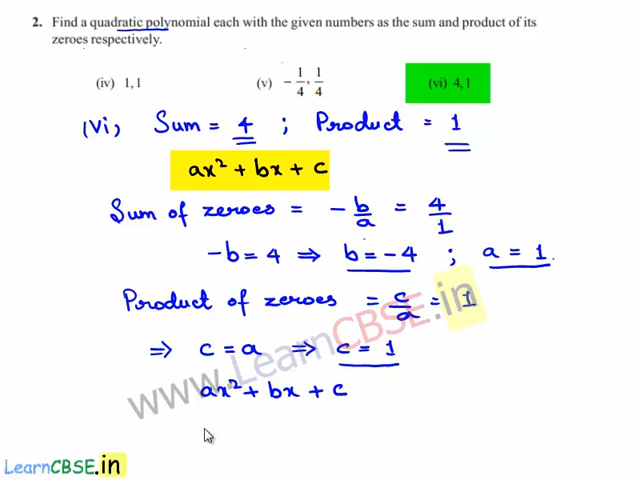 2. Find a quadratic polynomial each with the given numbers as the sum and product of its
zeroes respectively.
(iv) 1, 1 (v) -1/4, 1/4 (vi) 4, 1
(vi) Sum = 4 ; Product = 1
ax² + bx + c
Sum of zeroes = -b/a = 4/1
-b = 4 ⇒ b = -4 ; a = 1.
Product of zeroes = c/a = 1
⇒ c = a ⇒ c = 1
ax² + bx + c
www.LearnCBSE.in
LearnCBSE.in